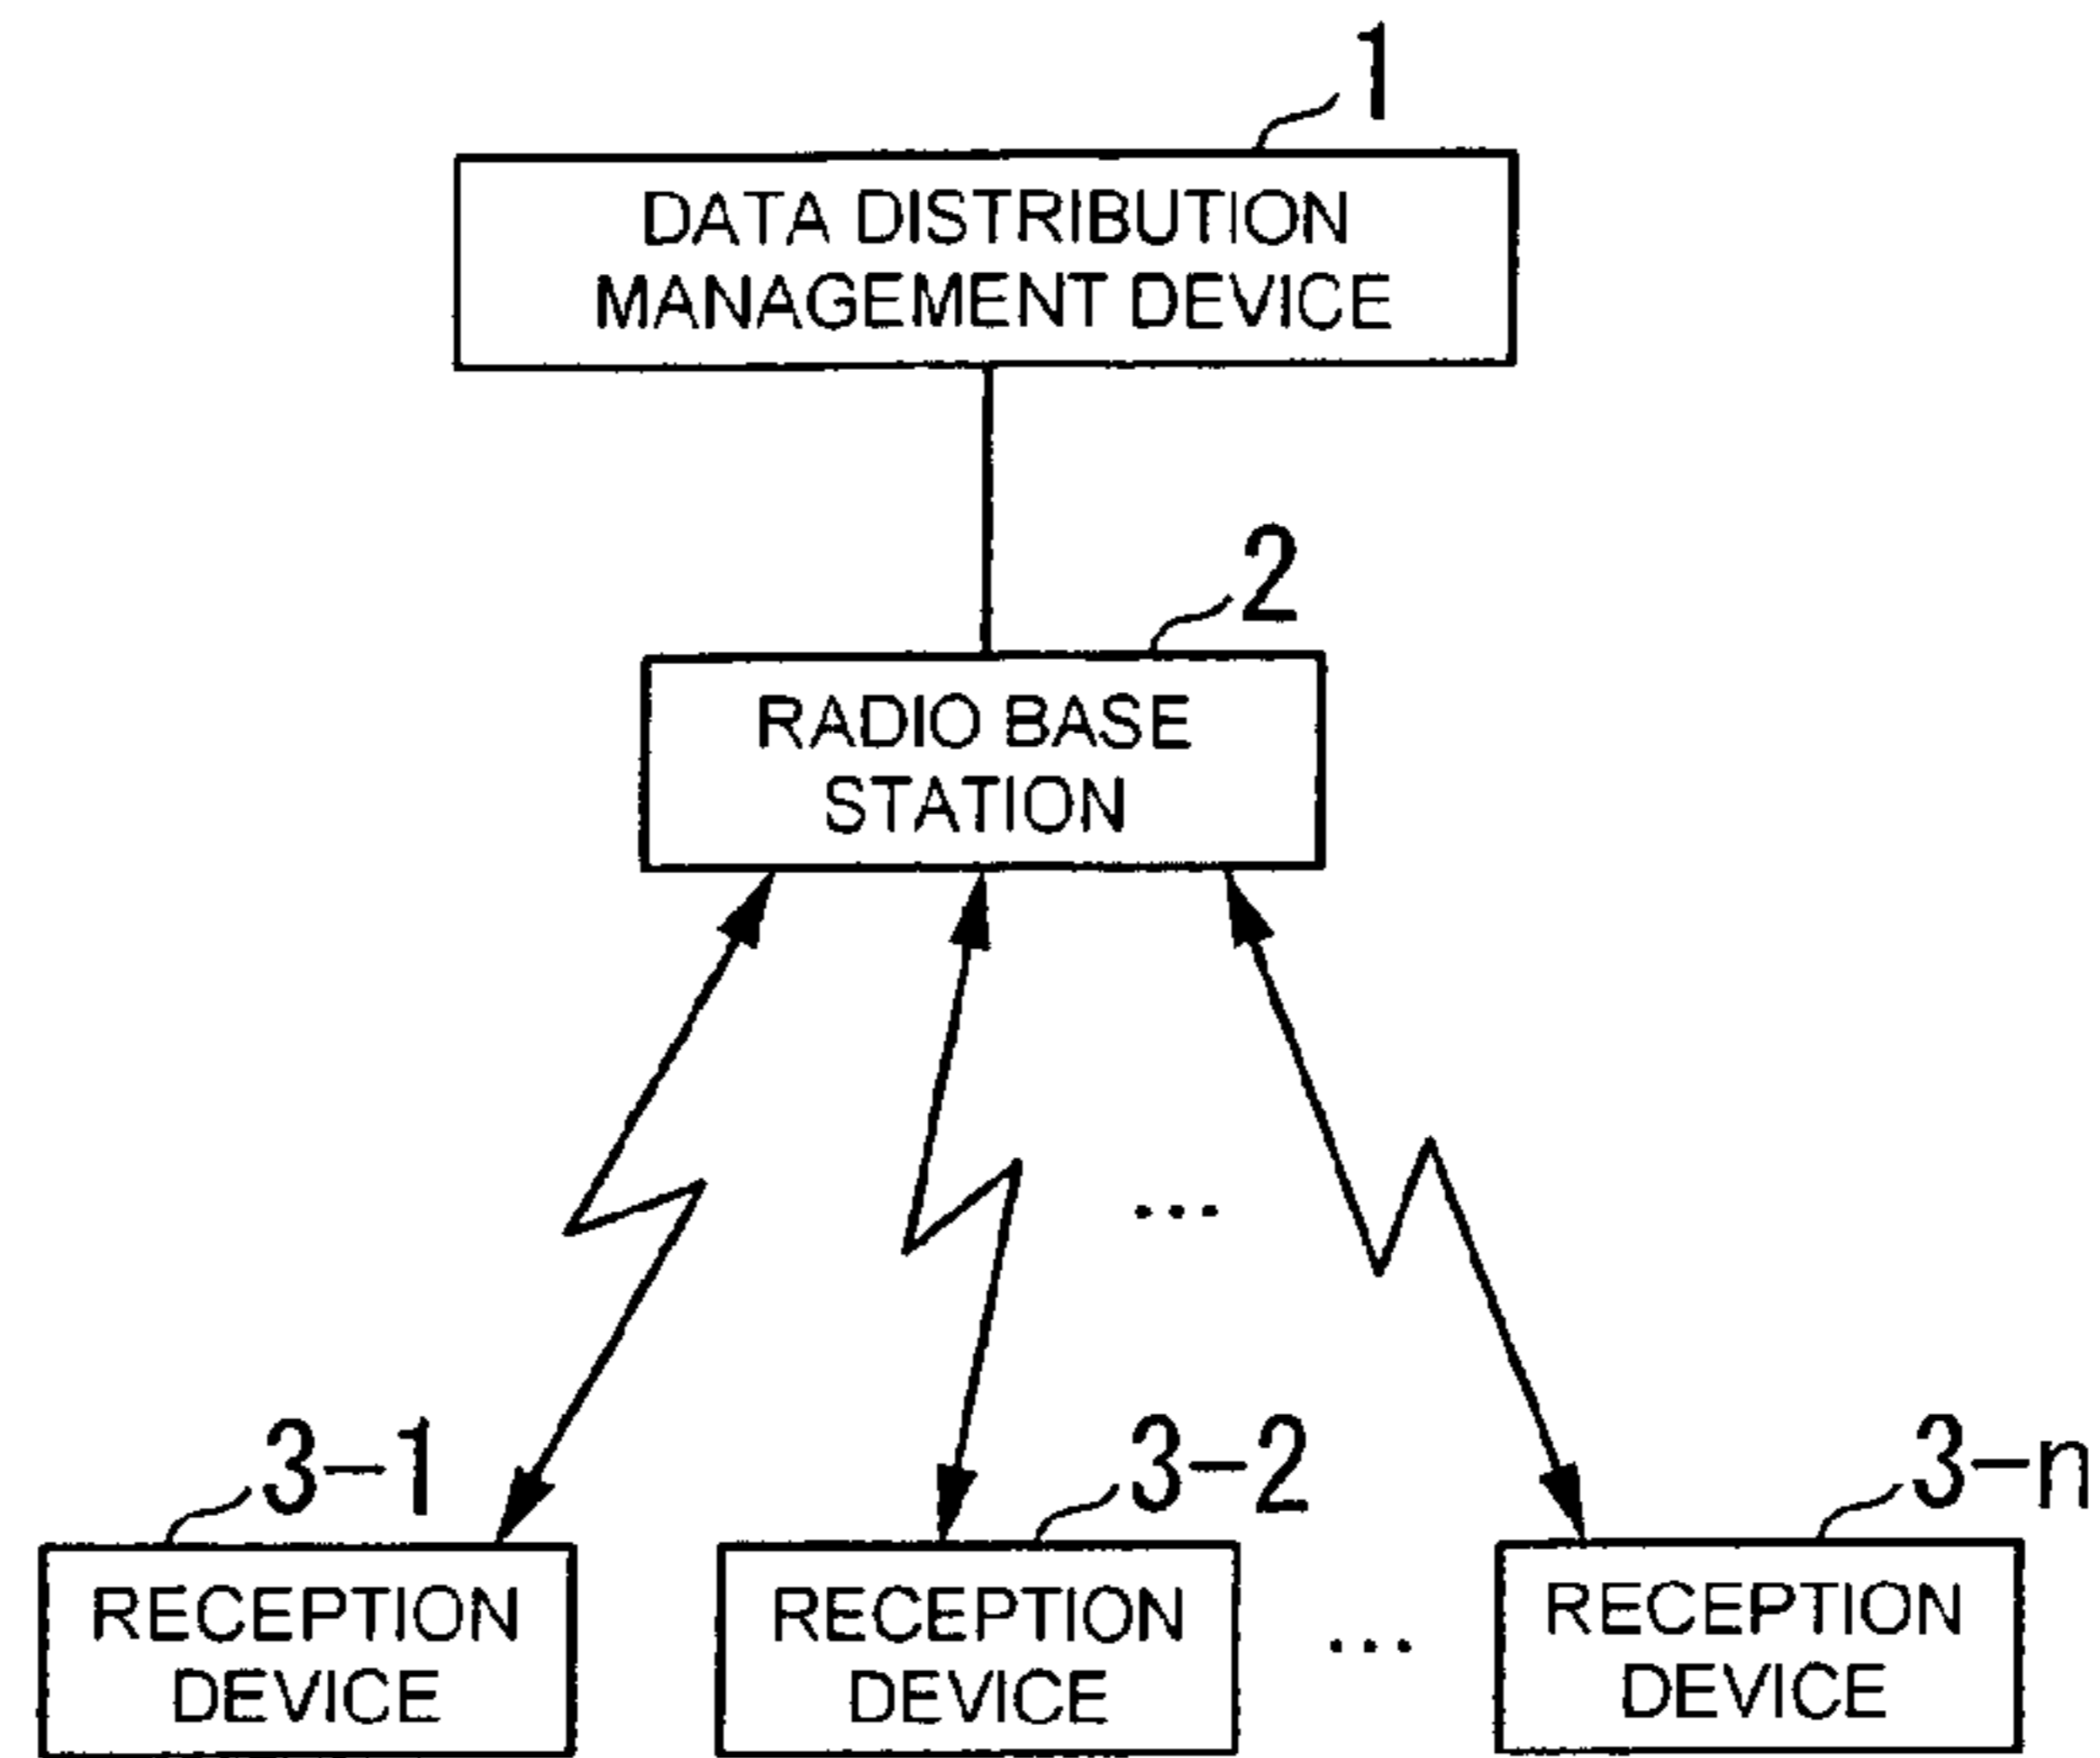 1
DATA DISTRIBUTION
MANAGEMENT DEVICE
2
RADIO BASE
STATION
...
3-1
3-2
3-n
RECEPTION
DEVICE
RECEPTION
DEVICE
...
RECEPTION
DEVICE